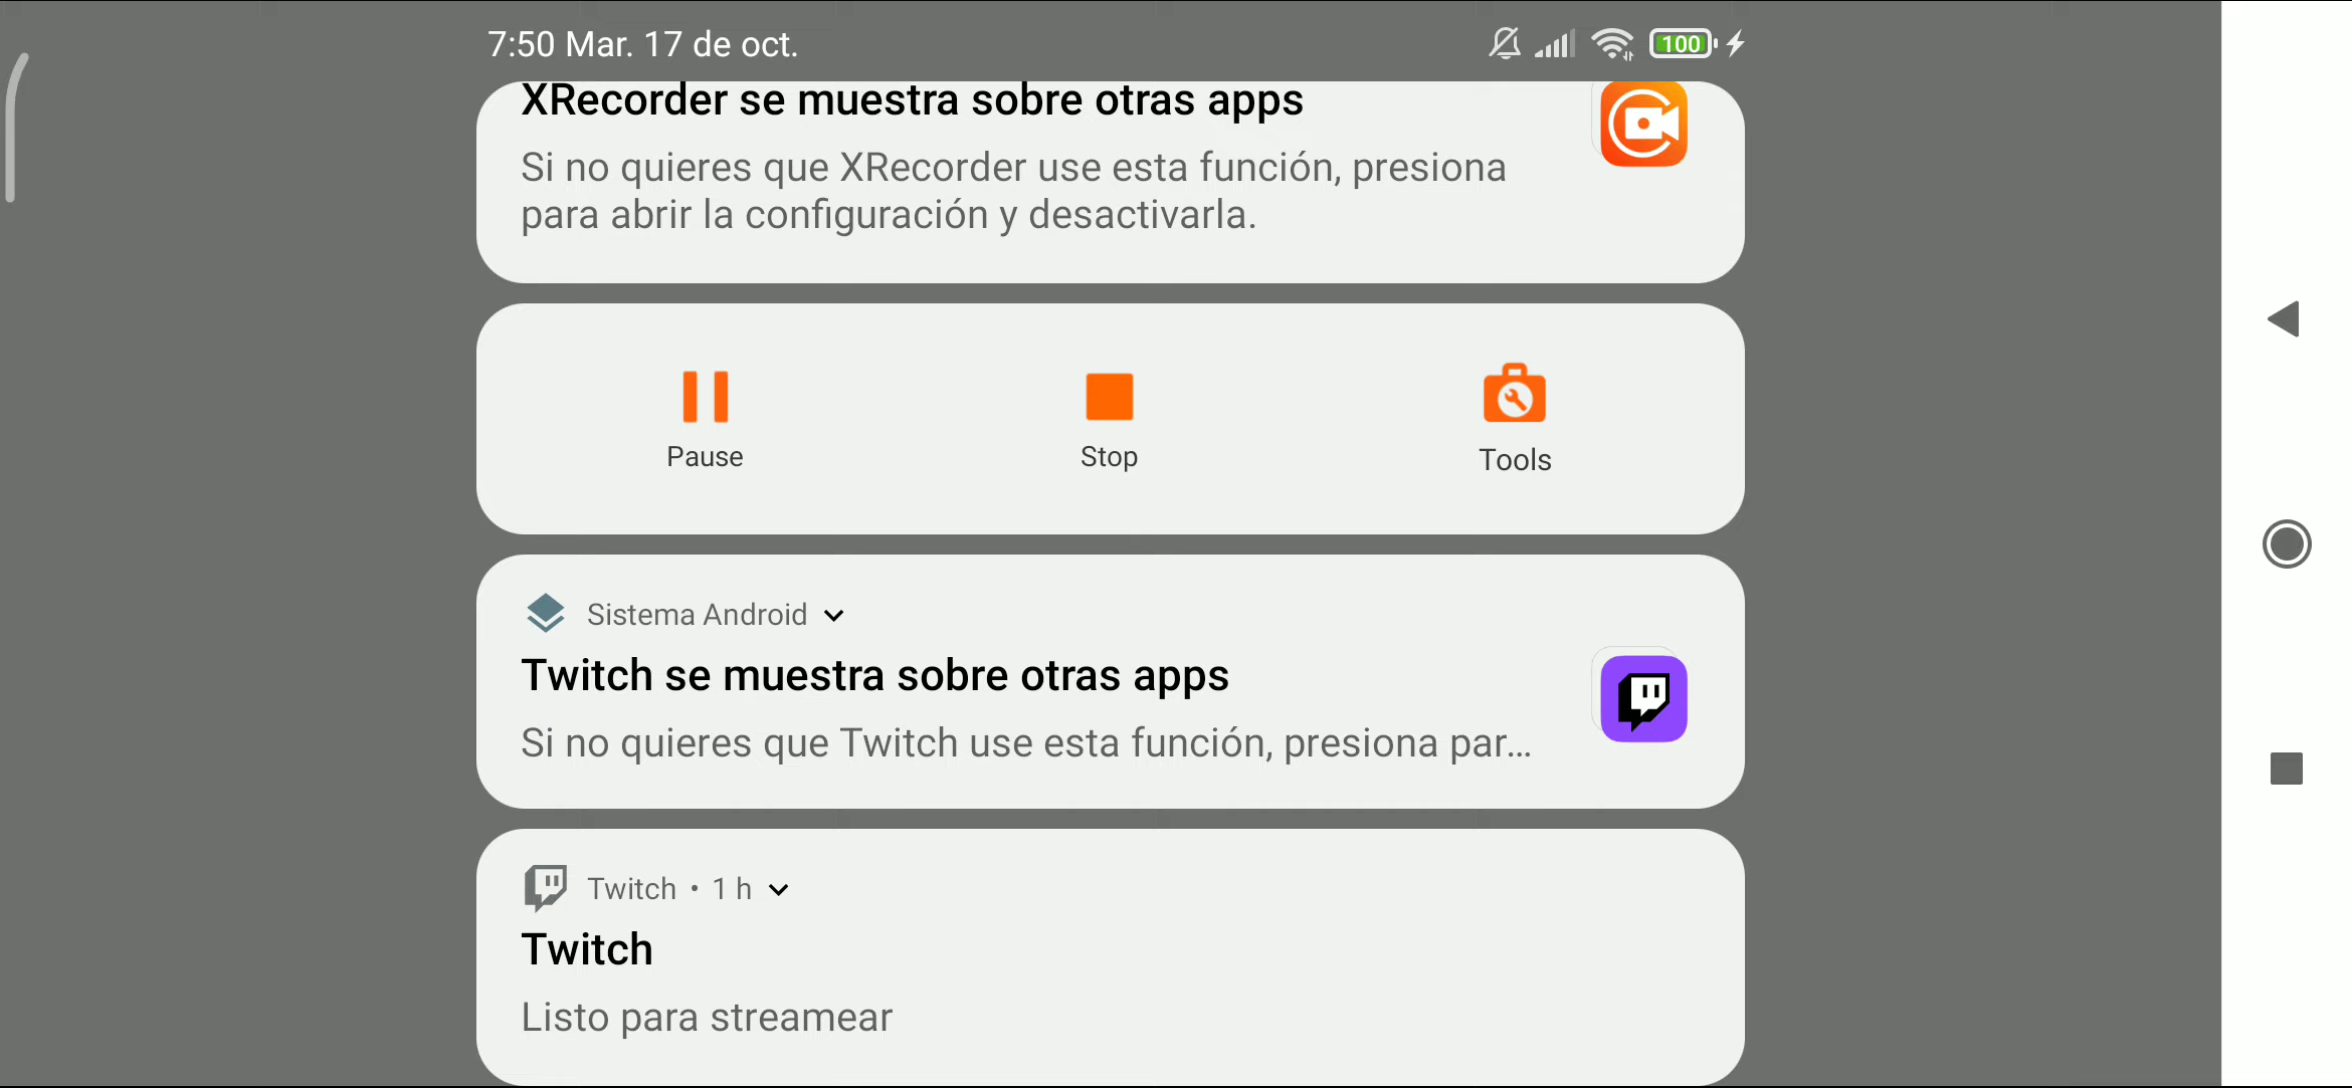 7:50 Mar. 17 de oct.
100
XRecorder se muestra sobre otras apps
Si no quieres que XRecorder use esta función, presiona
para abrir la configuración y desactivarla.
Pause
Stop
Tools
Sistema Android
Twitch se muestra sobre otras apps
Si no quieres que Twitch use esta función, presiona par...
Twitch • 1 h
Twitch
Listo para streamear